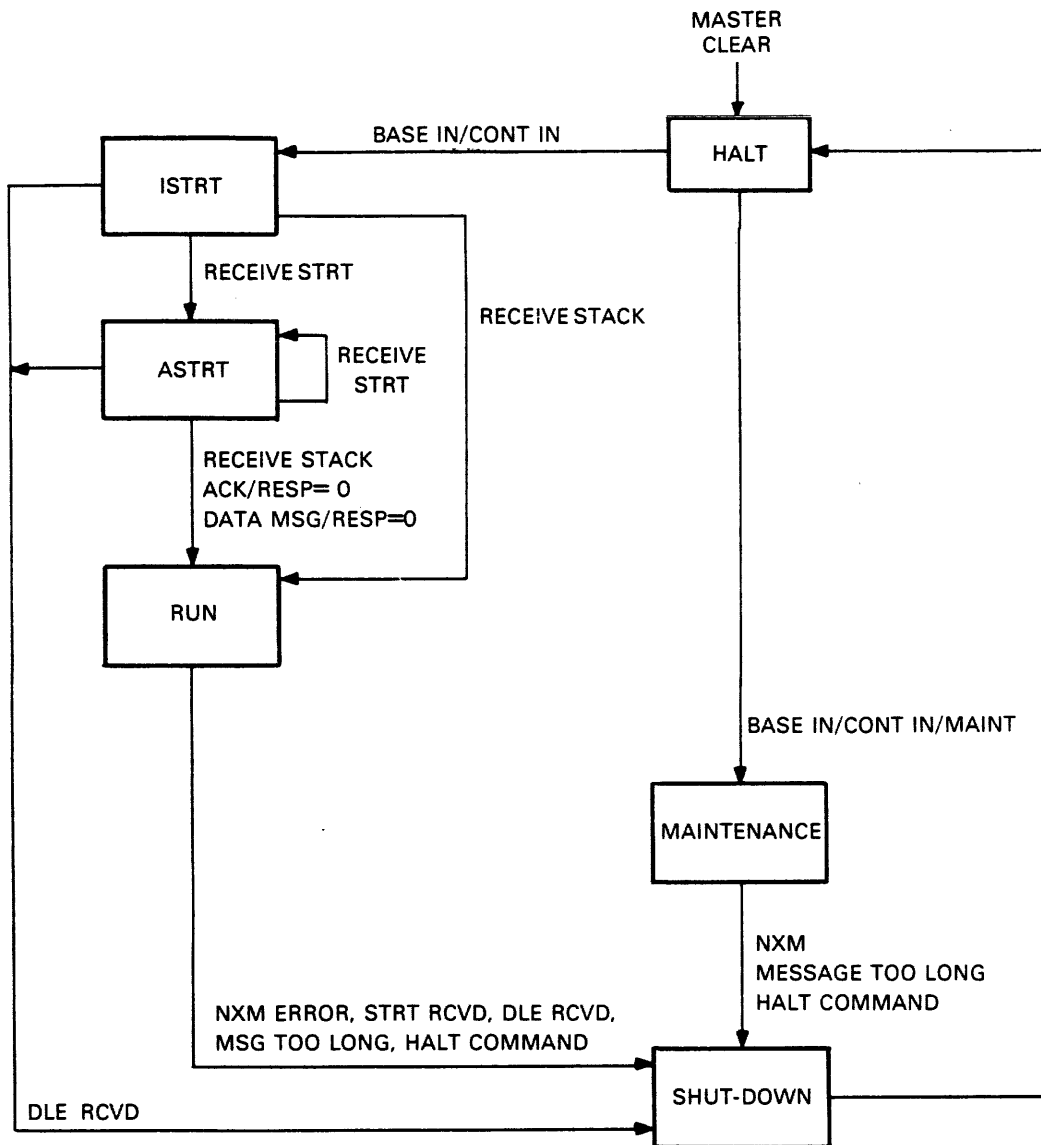 MASTER
CLEAR
BASE IN/CONT IN
HALT
ISTRT
RECEIVE STRT
RECEIVE STACK
ASTRT
RECEIVE
STRT
RECEIVE STACK
ACK/RESP= 0
DATA MSG/RESP=0
RUN
BASE IN/CONT IN/MAINT
MAINTENANCE
NXM
MESSAGE TOO LONG
HALT COMMAND
NXM ERROR, STRT RCVD, DLE RCVD,
MSG TOO LONG, HALT COMMAND
SHUT-DOWN
DLE RCVD